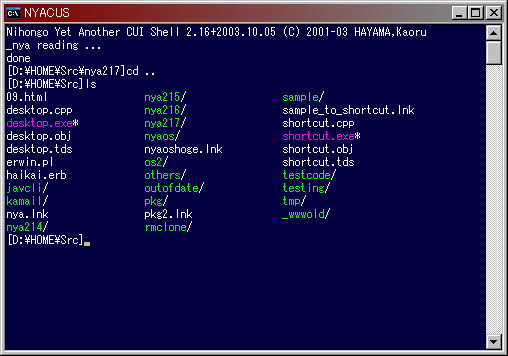 NYACUS
Nihongo Yet Another CUI Shell 2.16+2003.10.05 (C) 2001-03 HAYAMA,Kaoru
_nya reading ...
done
[D:¥HOME¥Src¥nya217]cd ..
[D:¥HOME¥Src]ls
09.html nya215/ sample/
desktop.cpp nya216/ sample_to_shortcut.lnk
desktop.exe* nya217/ shortcut.cpp
desktop.obj nyaos/ shortcut.exe*
desktop.tds nyaoshoge.lnk shortcut.obj
erwin.pl os2/ shortcut.tds
haikai.erb others/ testcode/
javcli/ outofdate/ testing/
kamail/ pkg/ tmp/
nya.lnk pkg2.lnk _wwwold/
nya214/ rmclone/
[D:¥HOME¥Src]